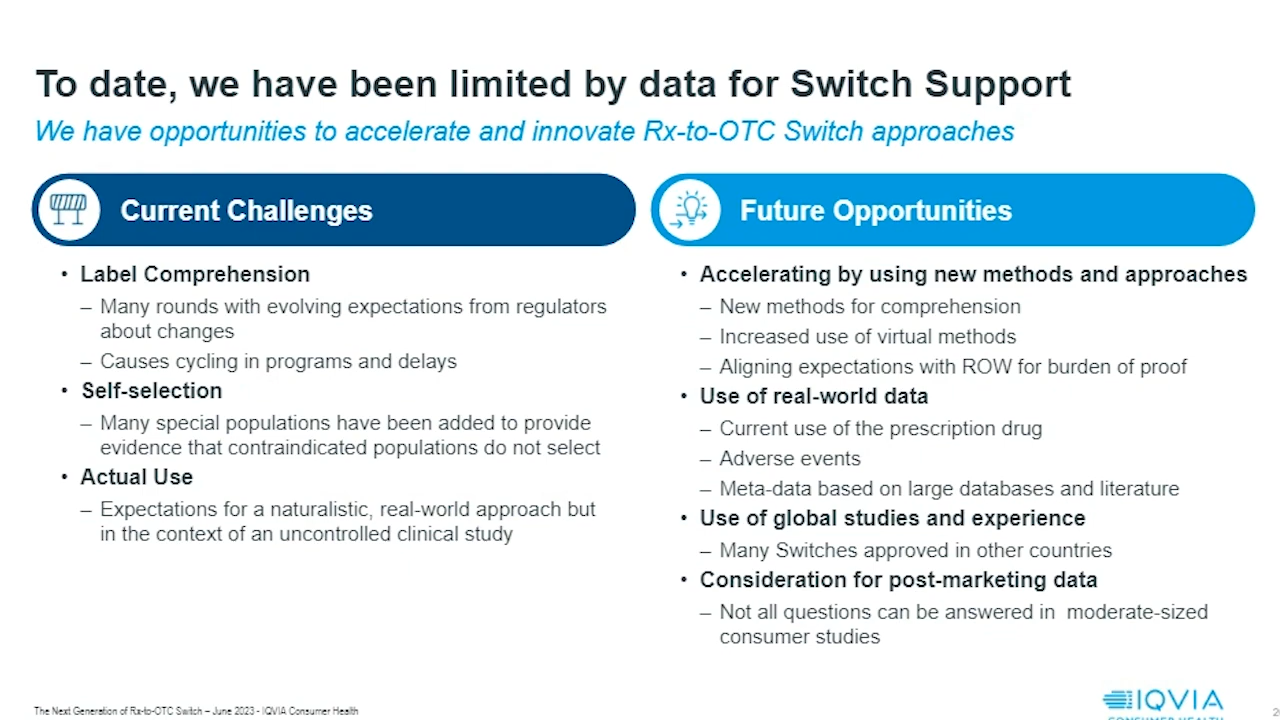 To date, we have been limited by data for Switch Support
We have opportunities to accelerate and innovate Rx-to-OTC Switch approaches
Current Challenges
• Label Comprehension
– Many rounds with evolving expectations from regulators
about changes
– Causes cycling in programs and delays
• Self-selection
– Many special populations have been added to provide
evidence that contraindicated populations do not select
• Actual Use
– Expectations for a naturalistic, real-world approach but
in the context of an uncontrolled clinical study
Future Opportunities
• Accelerating by using new methods and approaches
– New methods for comprehension
– Increased use of virtual methods
– Aligning expectations with ROW for burden of proof
• Use of real-world data
– Current use of the prescription drug
– Adverse events
– Meta-data based on large databases and literature
• Use of global studies and experience
– Many Switches approved in other countries
• Consideration for post-marketing data
– Not all questions can be answered in moderate-sized
consumer studies
The Next Generation of Rx-to-OTC Switch – June 2023 - IQVIA Consumer Health
IQVIA
CONSUMER HEALTH